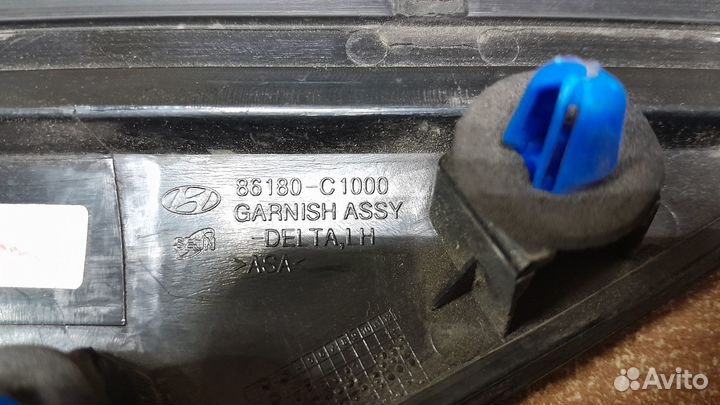 86180-C1000
GARNISH ASSY
-DELTA,LH
>ASA<
Avito